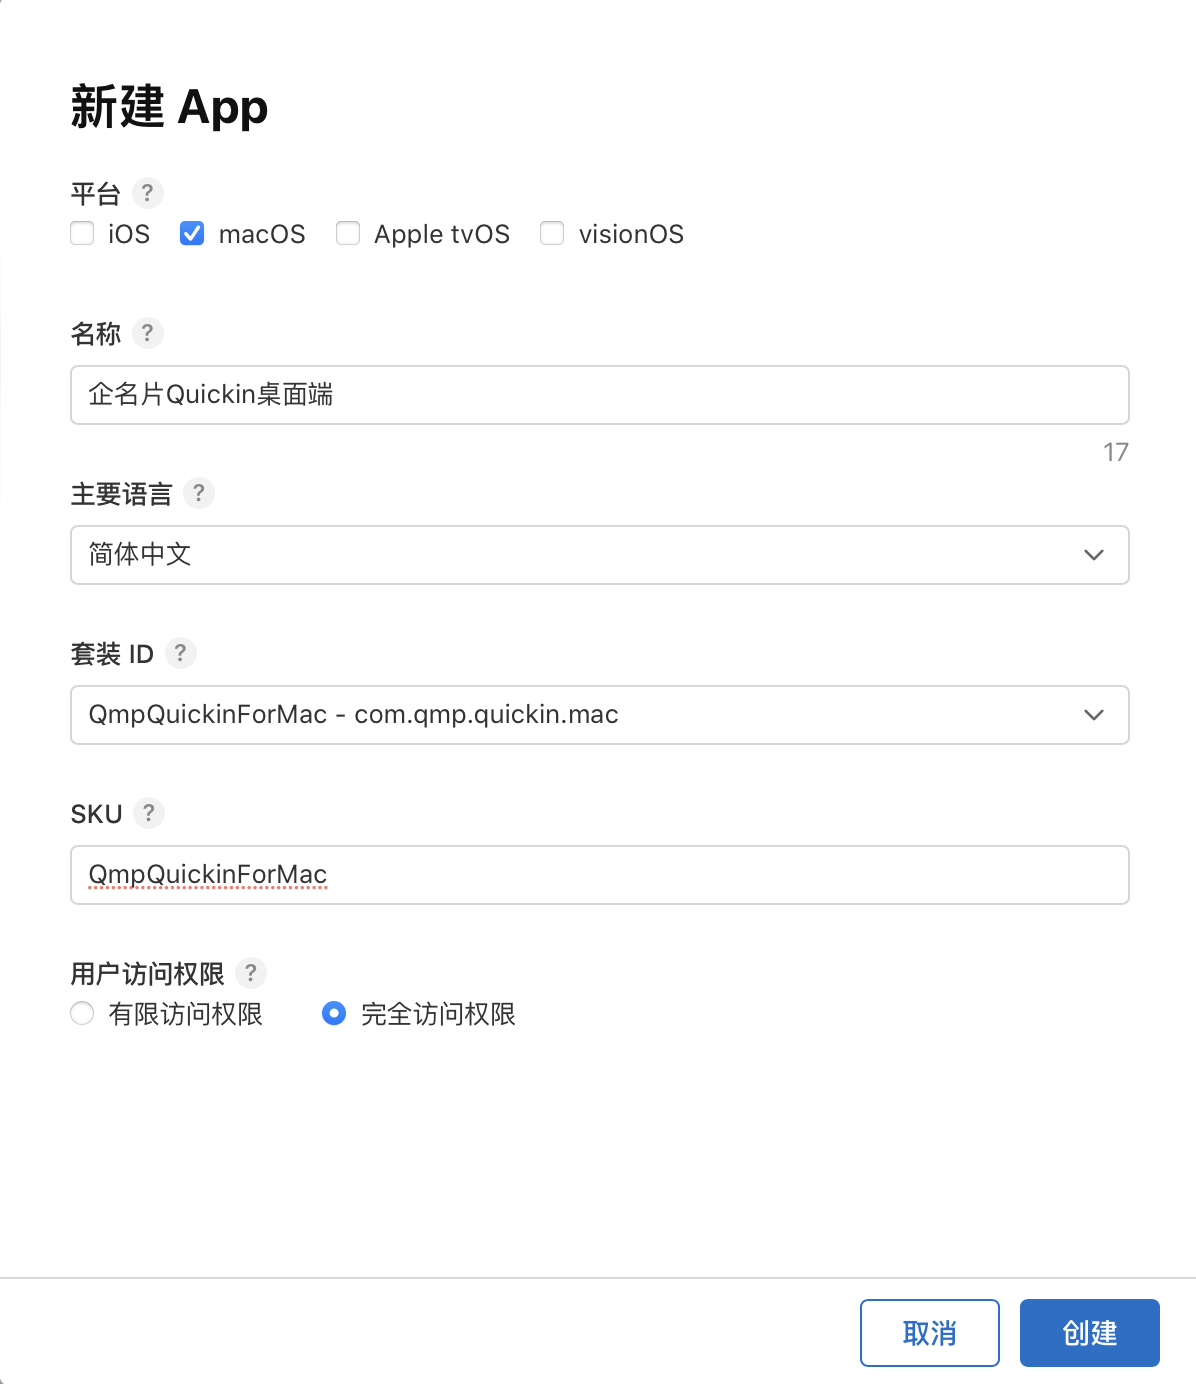 新建 App
平台 ?
iOS macOS Apple tvOS visionOS
名称 ?
企名片Quickin桌面端
17
主要语言 ?
简体中文
套装 ID ?
QmpQuickinForMac - com.qmp.quickin.mac
SKU ?
QmpQuickinForMac
用户访问权限 ?
有限访问权限 完全访问权限
取消 创建